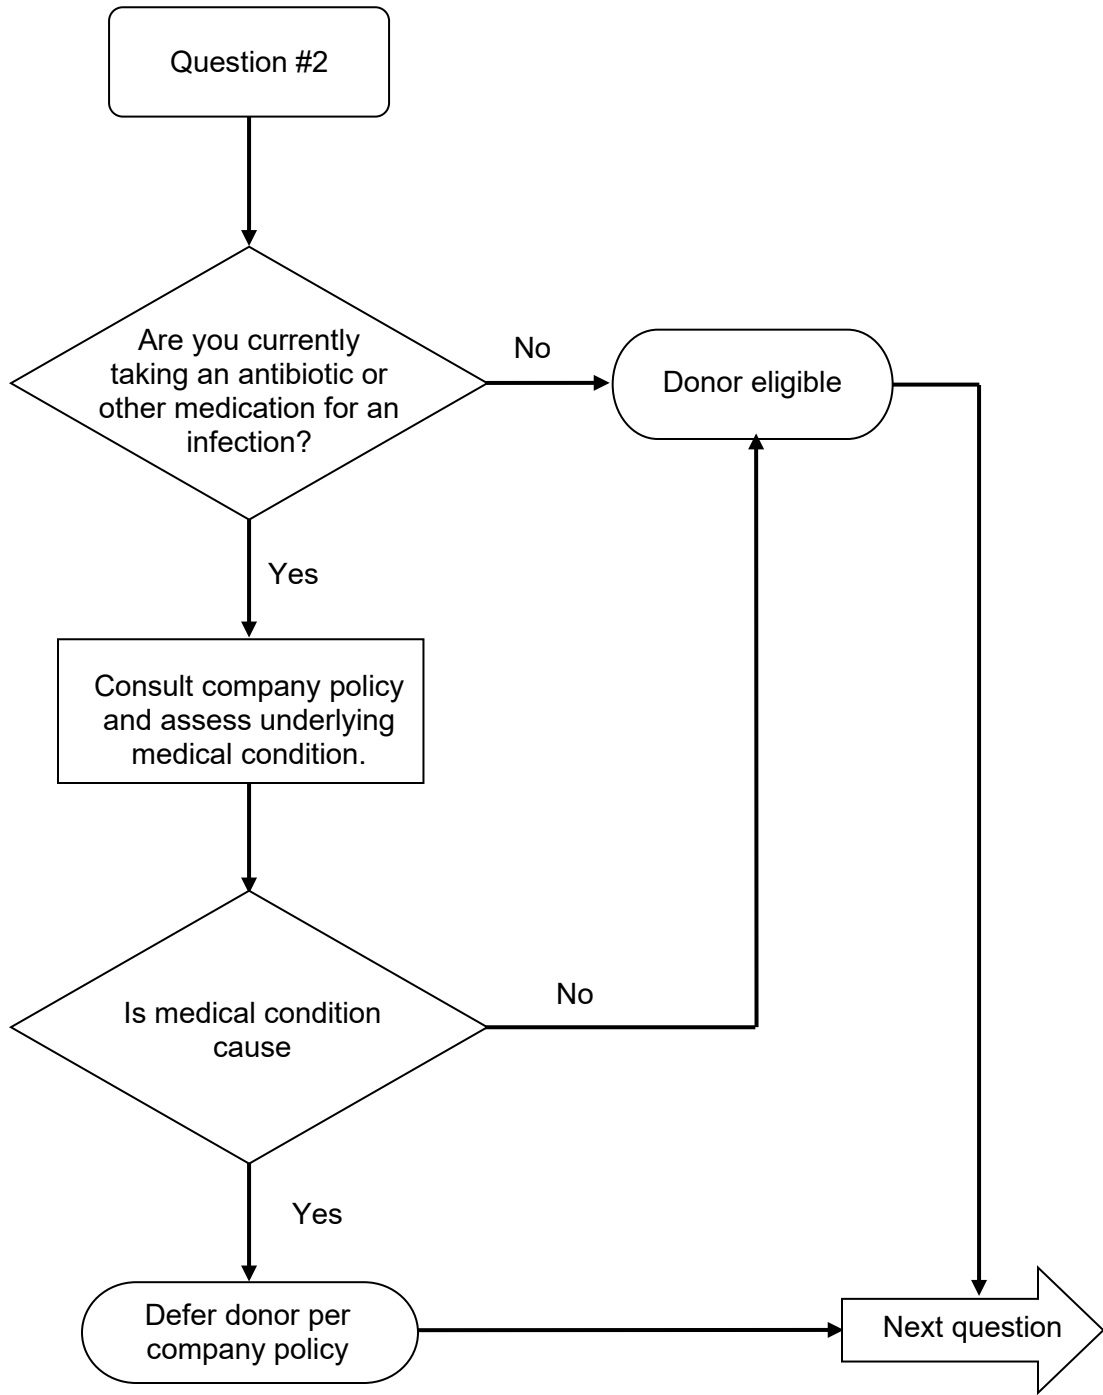 Question #2
Are you currently
taking an antibiotic or
other medication for an
infection?
No
Donor eligible
Yes
Consult company policy
and assess underlying
medical condition.
Is medical condition
cause
No
Yes
Defer donor per
company policy
Next question